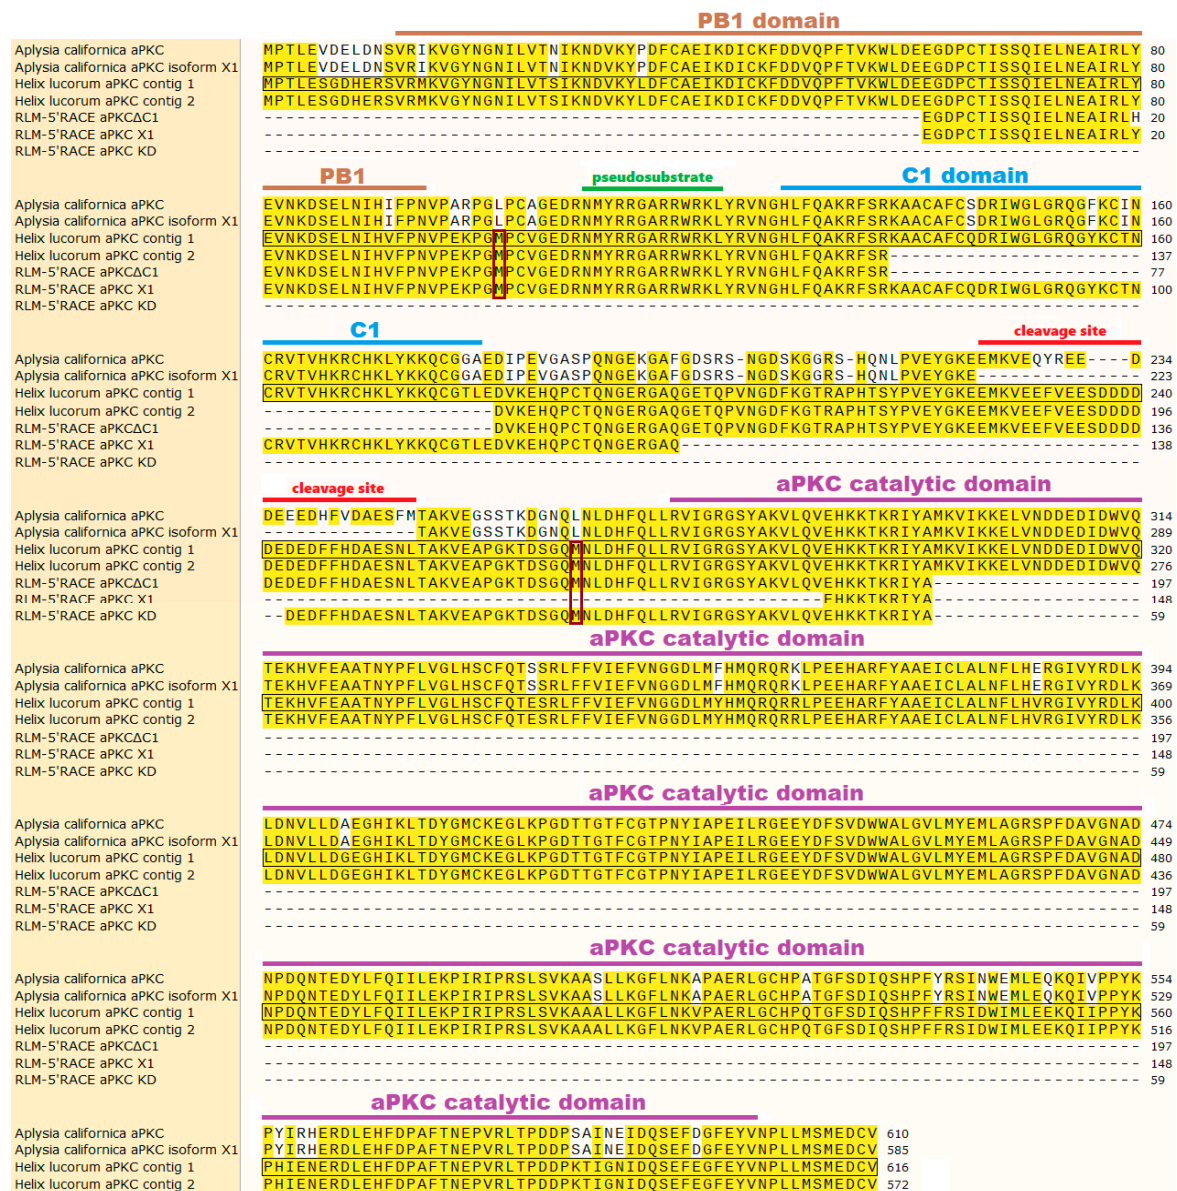 PB1 domain
Aplysia californica aPKC MPTLEVDELDNSVRIKVGYNGNILVTNIKNDVKYPDFCAEIKDICKFDDVQPFTVKWLDEEGDPCTISSQIELNEAIRLY 80
Aplysia californica aPKC isoform X1 MPTLEVDELDNSVRIKVGYNGNILVTNIKNDVKYPDFCAEIKDICKFDDVQPFTVKWLDEEGDPCTISSQIELNEAIRLY 80
Helix lucorum aPKC contig 1 MPTLESGDHERSVRMKVGYNGNILVTSIKNDVKYLDFCAEIKDICKFDDVQPFTVKWLDEEGDPCTISSQIELNEAIRLY 80
Helix lucorum aPKC contig 2 MPTLESGDHERSVRMKVGYNGNILVTSIKNDVKYLDFCAEIKDICKFDDVQPFTVKWLDEEGDPCTISSQIELNEAIRLY 80
RLM-5'RACE aPKCΔC1 ------------------------------------------------------------EGDPCTISSQIELNEAIRLH 20
RLM-5'RACE aPKC X1 ------------------------------------------------------------EGDPCTISSQIELNEAIRLY 20
RLM-5'RACE aPKC KD --------------------------------------------------------------------------------
PB1 pseudosubstrate C1 domain
Aplysia californica aPKC EVNKDSELNIHIFPNVPARPGLPCAGEDRNMYRRGARRWRKLYRVNGHLFQAKRFSRKAACAFCSDRIWGLGRQGFKCIN 160
Aplysia californica aPKC isoform X1 EVNKDSELNIHIFPNVPARPGLPCAGEDRNMYRRGARRWRKLYRVNGHLFQAKRFSRKAACAFCSDRIWGLGRQGFKCIN 160
Helix lucorum aPKC contig 1 EVNKDSELNIHVFPNVPEKPGMPCVGEDRNMYRRGARRWRKLYRVNGHLFQAKRFSRKAACAFCQDRIWGLGRQGYKCTN 160
Helix lucorum aPKC contig 2 EVNKDSELNIHVFPNVPEKPGMPCVGEDRNMYRRGARRWRKLYRVNGHLFQAKRFSR----------------------- 137
RLM-5'RACE aPKCΔC1 EVNKDSELNIHVFPNVPEKPGMPCVGEDRNMYRRGARRWRKLYRVNGHLFQAKRFSR----------------------- 77
RLM-5'RACE aPKC X1 EVNKDSELNIHVFPNVPEKPGMPCVGEDRNMYRRGARRWRKLYRVNGHLFQAKRFSRKAACAFCQDRIWGLGRQGYKCTN 100
RLM-5'RACE aPKC KD --------------------------------------------------------------------------------
C1 cleavage site
Aplysia californica aPKC CRVTVHKRCHKLYKKQCGGAEDIPEVGASPQNGEKGAFGDSRS-NGDSKGGRS-HQNLPVEYGKEEMKVEQYREE----D 234
Aplysia californica aPKC isoform X1 CRVTVHKRCHKLYKKQCGGAEDIPEVGASPQNGEKGAFGDSRS-NGDSKGGRS-HQNLPVEYGKE--------------- 223
Helix lucorum aPKC contig 1 CRVTVHKRCHKLYKKQCGTLEDVKEHQPCTQNGERGAQGETQPVNGDFKGTRAPHTSYPVEYGKEEMKVEEFVEESDDDD 240
Helix lucorum aPKC contig 2 ---------------------DVKEHQPCTQNGERGAQGETQPVNGDFKGTRAPHTSYPVEYGKEEMKVEEFVEESDDDD 196
RLM-5'RACE aPKCΔC1 ---------------------DVKEHQPCTQNGERGAQGETQPVNGDFKGTRAPHTSYPVEYGKEEMKVEEFVEESDDDD 136
RLM-5'RACE aPKC X1 CRVTVHKRCHKLYKKQCGTLEDVKEHQPCTQNGERGAQ------------------------------------------ 138
RLM-5'RACE aPKC KD --------------------------------------------------------------------------------
cleavage site aPKC catalytic domain
Aplysia californica aPKC DEEEDHFVDAESFMTAKVEGSSTKDGNQLNLDHFQLLRVIGRGSYAKVLQVEHKKTKRIYAMKVIKKELVNDDEDIDWVQ 314
Aplysia californica aPKC isoform X1 --------------TAKVEGSSTKDGNQLNLDHFQLLRVIGRGSYAKVLQVEHKKTKRIYAMKVIKKELVNDDEDIDWVQ 289
Helix lucorum aPKC contig 1 DEDEDFFHDAESNLTAKVEAPGKTDSGQMNLDHFQLLRVIGRGSYAKVLQVEHKKTKRIYAMKVIKKELVNDDEDIDWVQ 320
Helix lucorum aPKC contig 2 DEDEDFFHDAESNLTAKVEAPGKTDSGQMNLDHFQLLRVIGRGSYAKVLQVEHKKTKRIYAMKVIKKELVNDDEDIDWVQ 276
RLM-5'RACE aPKCΔC1 DEDEDFFHDAESNLTAKVEAPGKTDSGQMNLDHFQLLRVIGRGSYAKVLQVEHKKTKRIYA------------------- 197
RLM-5'RACE aPKC X1 ---------------------------------------------------FHKKTKRIYA------------------- 148
RLM-5'RACE aPKC KD --DEDFFHDAESNLTAKVEAPGKTDSGQMNLDHFQLLRVIGRGSYAKVLQVEHKKTKRIYA------------------- 59
aPKC catalytic domain
Aplysia californica aPKC TEKHVFEAATNYPFLVGLHSCFQTSSRLFFVIEFVNGGDLMFHMQRQRKLPEEHARFYAAEICLALNFLHERGIVYRDLK 394
Aplysia californica aPKC isoform X1 TEKHVFEAATNYPFLVGLHSCFQTSSRLFFVIEFVNGGDLMFHMQRQRKLPEEHARFYAAEICLALNFLHERGIVYRDLK 369
Helix lucorum aPKC contig 1 TEKHVFEAATNYPFLVGLHSCFQTESRLFFVIEFVNGGDLMYHMQRQRRLPEEHARFYAAEICLALNFLHVRGIVYRDLK 400
Helix lucorum aPKC contig 2 TEKHVFEAATNYPFLVGLHSCFQTESRLFFVIEFVNGGDLMYHMQRQRRLPEEHARFYAAEICLALNFLHVRGIVYRDLK 356
RLM-5'RACE aPKCΔC1 -------------------------------------------------------------------------------- 197
RLM-5'RACE aPKC X1 -------------------------------------------------------------------------------- 148
RLM-5'RACE aPKC KD -------------------------------------------------------------------------------- 59
aPKC catalytic domain
Aplysia californica aPKC LDNVLLDAEGHIKLTDYGMCKEGLKPGDTTGTFCGTPNYIAPEILRGEEYDFSVDWWALGVLMYEMLAGRSPFDAVGNAD 474
Aplysia californica aPKC isoform X1 LDNVLLDAEGHIKLTDYGMCKEGLKPGDTTGTFCGTPNYIAPEILRGEEYDFSVDWWALGVLMYEMLAGRSPFDAVGNAD 449
Helix lucorum aPKC contig 1 LDNVLLDGEGHIKLTDYGMCKEGLKPGDTTGTFCGTPNYIAPEILRGEEYDFSVDWWALGVLMYEMLAGRSPFDAVGNAD 480
Helix lucorum aPKC contig 2 LDNVLLDGEGHIKLTDYGMCKEGLKPGDTTGTFCGTPNYIAPEILRGEEYDFSVDWWALGVLMYEMLAGRSPFDAVGNAD 436
RLM-5'RACE aPKCΔC1 -------------------------------------------------------------------------------- 197
RLM-5'RACE aPKC X1 -------------------------------------------------------------------------------- 148
RLM-5'RACE aPKC KD -------------------------------------------------------------------------------- 59
aPKC catalytic domain
Aplysia californica aPKC NPDQNTEDYLFQIILEKPIRIPRSLSVKAASLLKGFLNKAPAERLGCHPATGFSDIQSHPFYRSINWEMLEQKQIVPPYK 554
Aplysia californica aPKC isoform X1 NPDQNTEDYLFQIILEKPIRIPRSLSVKAASLLKGFLNKAPAERLGCHPATGFSDIQSHPFYRSINWEMLEQKQIVPPYK 529
Helix lucorum aPKC contig 1 NPDQNTEDYLFQIILEKPIRIPRSLSVKAAALLKGFLNKVPAERLGCHPQTGFSDIQSHPFFRSIDWIMLEEKQIIPPYK 560
Helix lucorum aPKC contig 2 NPDQNTEDYLFQIILEKPIRIPRSLSVKAAALLKGFLNKVPAERLGCHPQTGFSDIQSHPFFRSIDWIMLEEKQIIPPYK 516
RLM-5'RACE aPKCΔC1 -------------------------------------------------------------------------------- 197
RLM-5'RACE aPKC X1 -------------------------------------------------------------------------------- 148
RLM-5'RACE aPKC KD -------------------------------------------------------------------------------- 59
aPKC catalytic domain
Aplysia californica aPKC PYIRHERDLEHFDPAFTNEPVRLTPDDPSAINEIDQSEFDGFEYVNPLLMSMEDCV 610
Aplysia californica aPKC isoform X1 PYIRHERDLEHFDPAFTNEPVRLTPDDPSAINEIDQSEFDGFEYVNPLLMSMEDCV 585
Helix lucorum aPKC contig 1 PHIENERDLEHFDPAFTNEPVRLTPDDPKTIGNIDQSEFEGFEYVNPLLMSMEDCV 616
Helix lucorum aPKC contig 2 PHIENERDLEHFDPAFTNEPVRLTPDDPKTIGNIDQSEFEGFEYVNPLLMSMEDCV 572